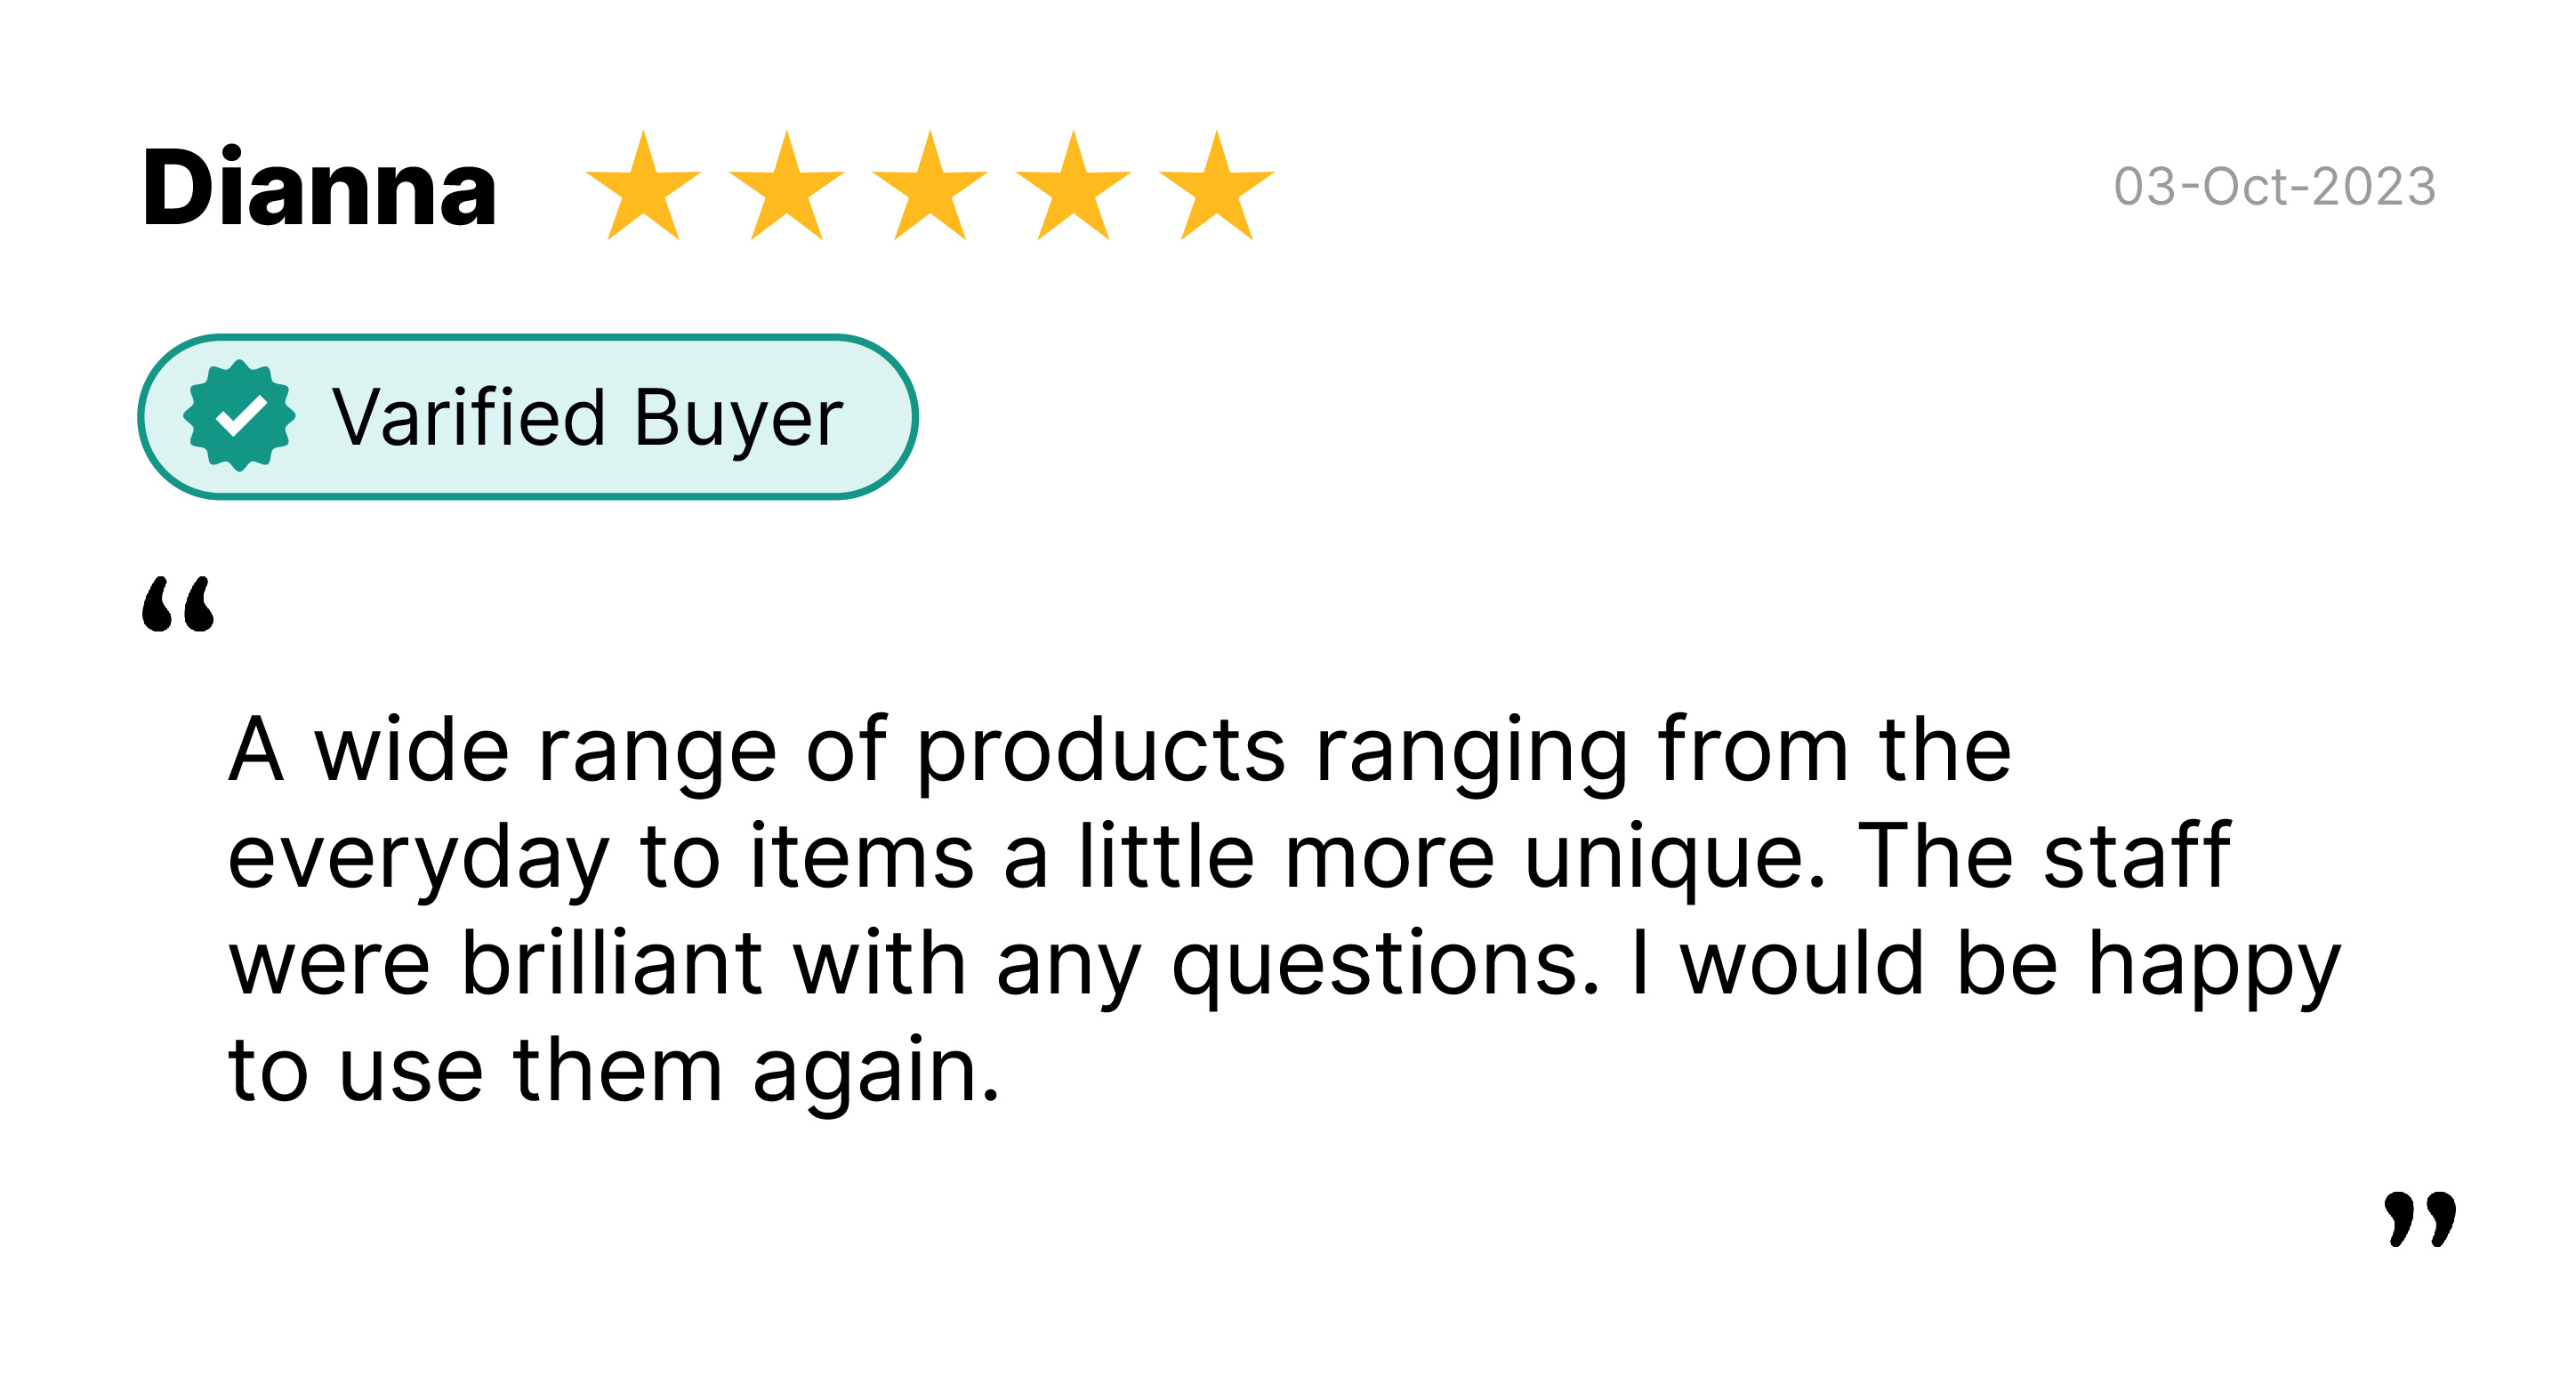 Dianna
03-Oct-2023
Varified Buyer
“
A wide range of products ranging from the
everyday to items a little more unique. The staff
were brilliant with any questions. I would be happy
to use them again.
”